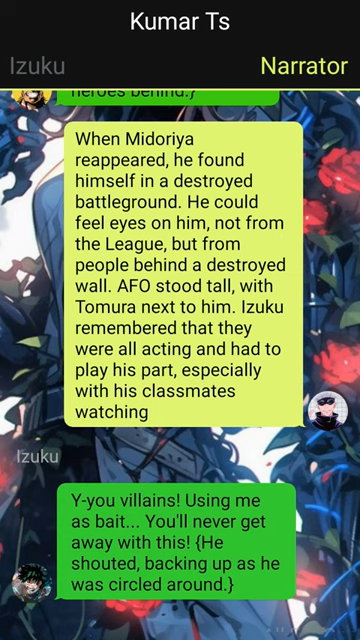 Kumar Ts
Izuku
Narrator
heroes behind.}
When Midoriya
reappeared, he found
himself in a destroyed
battleground. He could
feel eyes on him, not from
the League, but from
people behind a destroyed
wall. AFO stood tall, with
Tomura next to him. Izuku
remembered that they
were all acting and had to
play his part, especially
with his classmates
watching
Izuku
Y-you villains! Using me
as bait... You'll never get
away with this! {He
shouted, backing up as he
was circled around.}